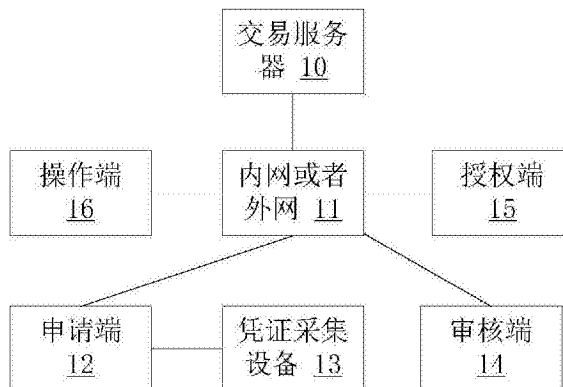 交易服务
器 10
操作端
16
内网或者
外网 11
授权端
15
申请端
12
凭证采集
设备 13
审核端
14